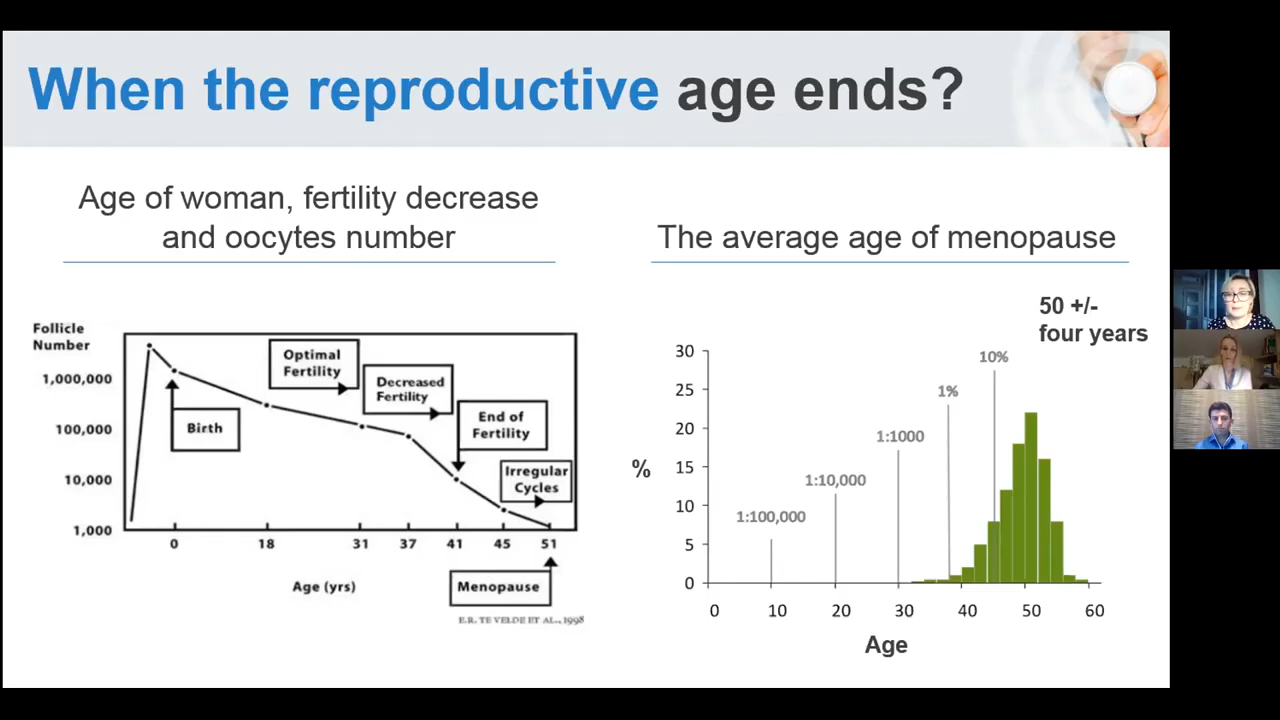 When the reproductive age ends?
Age of woman, fertility decrease
and oocytes number
Follicle
Number
1,000,000
100,000
10,000
1,000
Optimal
Fertility
Decreased
Fertility
Birth
End of
Fertility
Irregular
Cycles
0 18 31 37 41 45 51
Age (yrs)
Menopause
E.R. TE VELDE ET AL., 1998
The average age of menopause
50 +/-
four years
30
25
20
15
10
5
0
%
1:100,000
1:10,000
1:1000
1%
10%
0 10 20 30 40 50 60
Age